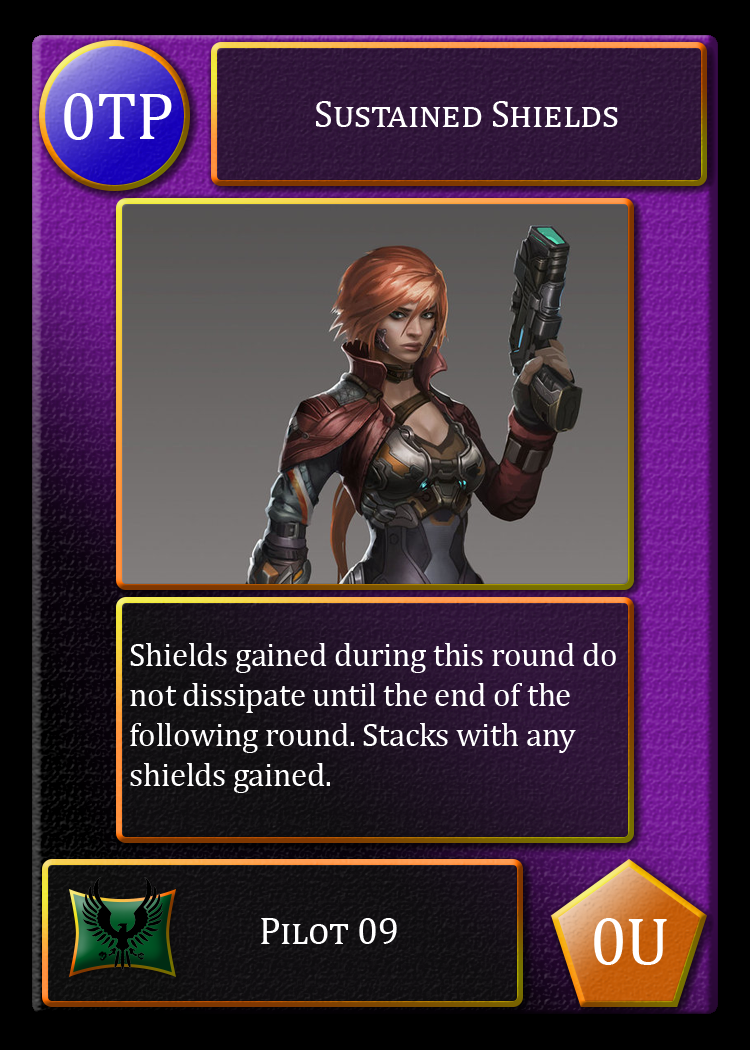 0TP
Sustained Shields
Shields gained during this round do
not dissipate until the end of the
following round. Stacks with any
shields gained.
Pilot 09
0U